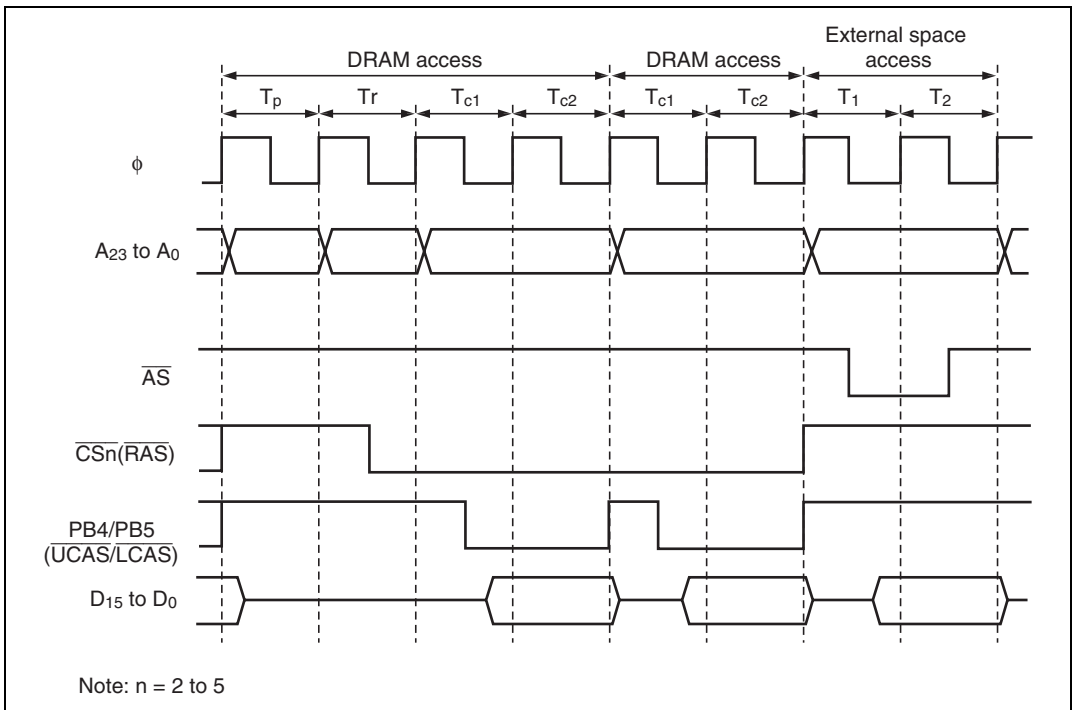 External space
access
DRAM access DRAM access
Tp Tr Tc1 Tc2 Tc1 Tc2 T1 T2
ϕ
A23 to A0
AS
CSn(RAS)
PB4/PB5
(UCAS/LCAS)
D15 to D0
Note: n = 2 to 5